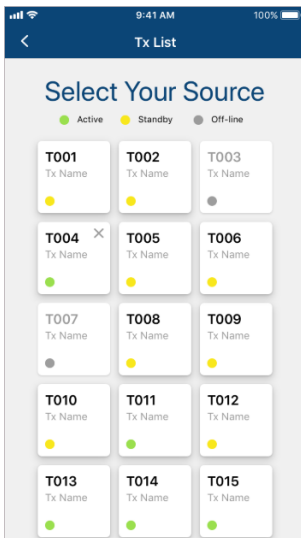 9:41 AM 100%
Tx List
Select Your Source
Active Standby Off-line
T001 T002 T003
Tx Name Tx Name Tx Name
T004 T005 T006
Tx Name Tx Name Tx Name
T007 T008 T009
Tx Name Tx Name Tx Name
T010 T011 T012
Tx Name Tx Name Tx Name
T013 T014 T015
Tx Name Tx Name Tx Name